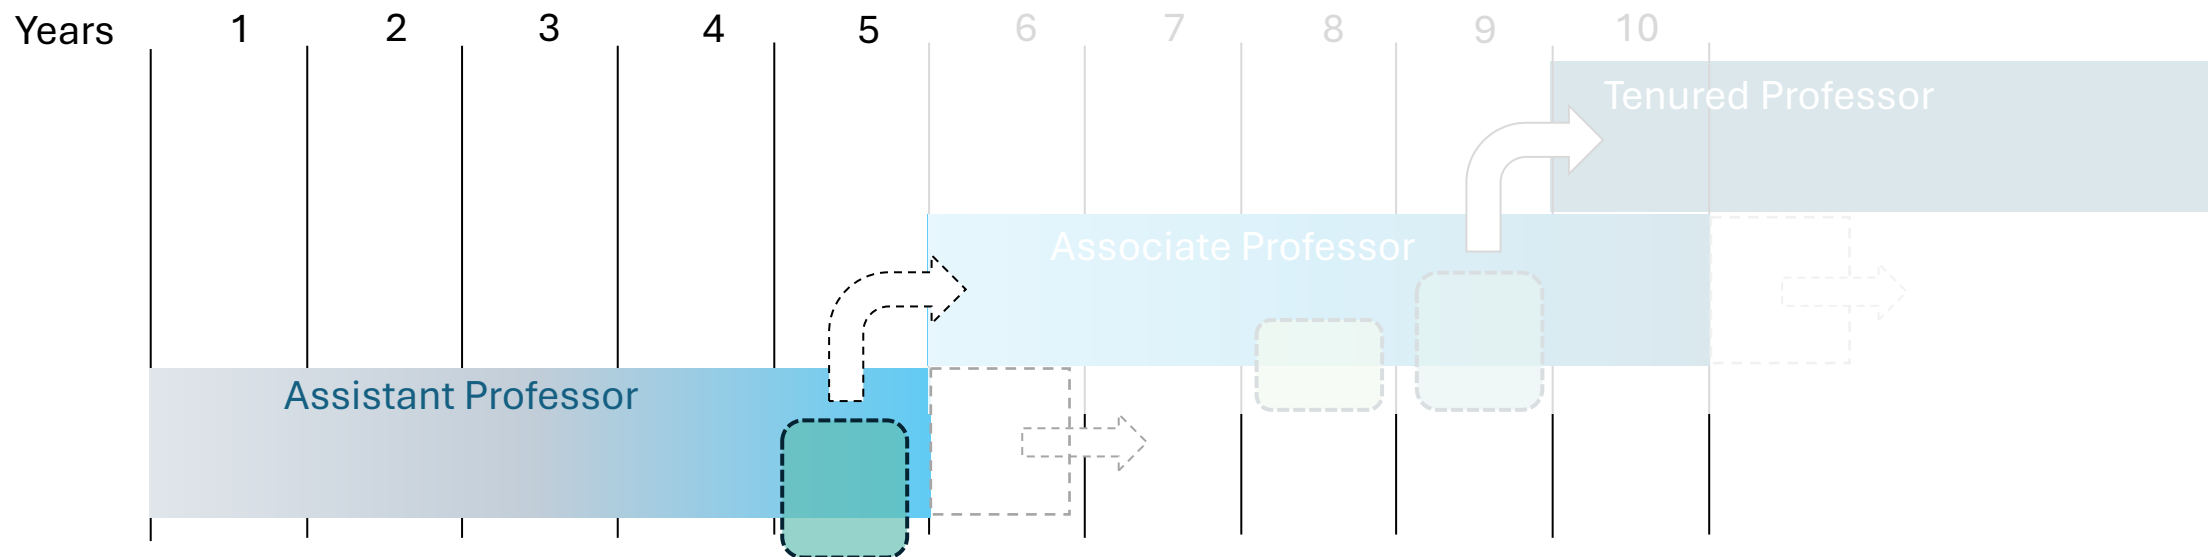 Years 1 2 3 4 5 6 7 8 9 10
Tenured Professor
Associate Professor
Assistant Professor